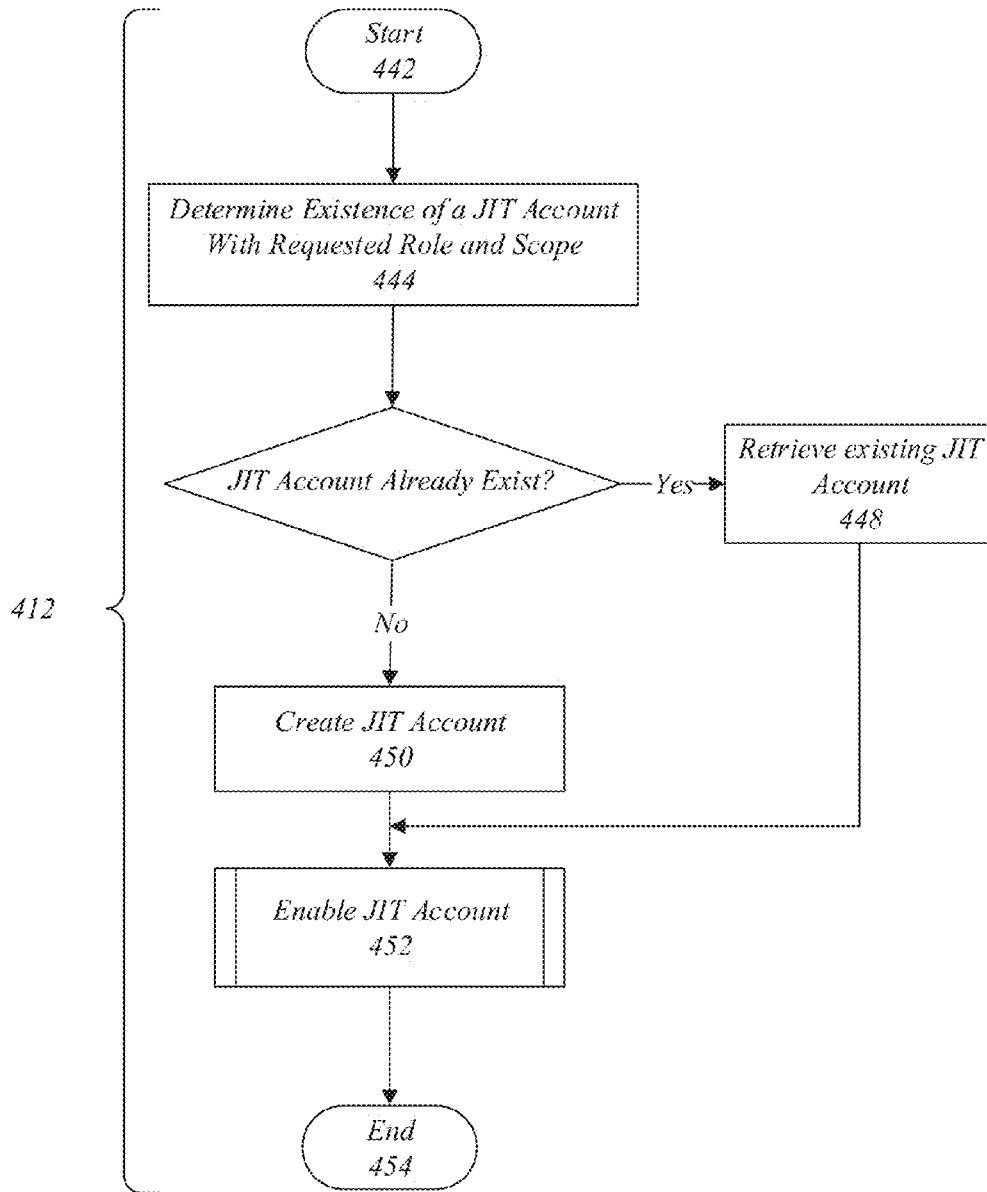 Start
442
Determine Existence of a JIT Account
With Requested Role and Scope
444
JIT Account Already Exist?
Yes
Retrieve existing JIT
Account
448
No
412
Create JIT Account
450
Enable JIT Account
452
End
454